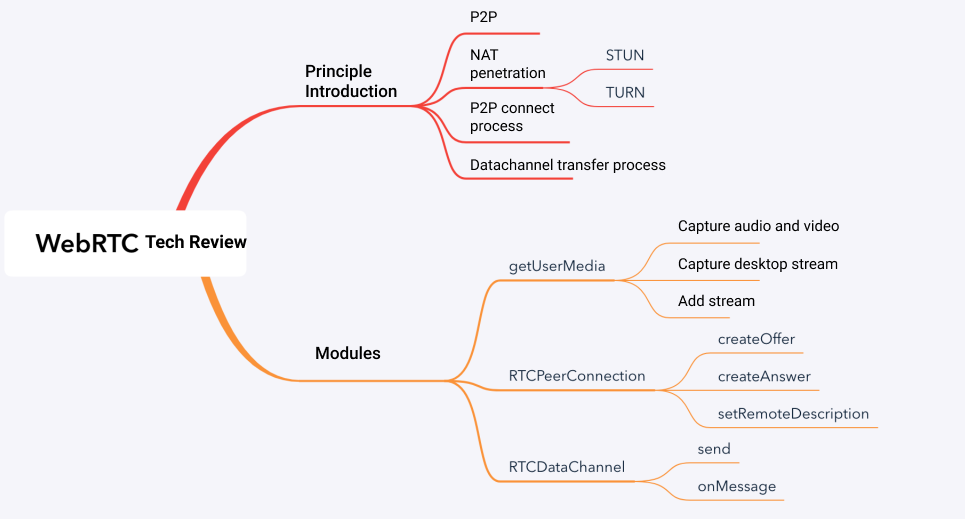 P2P
NAT
penetration
STUN
TURN
Principle
Introduction
P2P connect
process
Datachannel transfer process
WebRTC Tech Review
Capture audio and video
getUserMedia
Capture desktop stream
Add stream
Modules
createOffer
RTCPeerConnection
createAnswer
setRemoteDescription
send
RTCDataChannel
onMessage